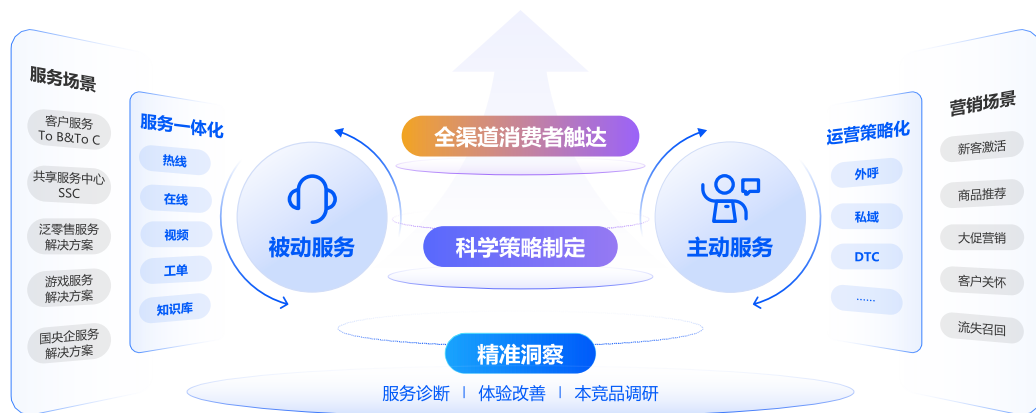 服务场景
客户服务
To B&To C
共享服务中心
SSC
泛零售服务
解决方案
游戏服务
解决方案
国央企服务
解决方案
服务一体化
热线
在线
视频
工单
知识库
被动服务
全渠道消费者触达
科学策略制定
精准洞察
服务诊断 | 体验改善 | 本竞品调研
主动服务
运营策略化
外呼
私域
DTC
......
营销场景
新客激活
商品推荐
大促营销
客户关怀
流失召回